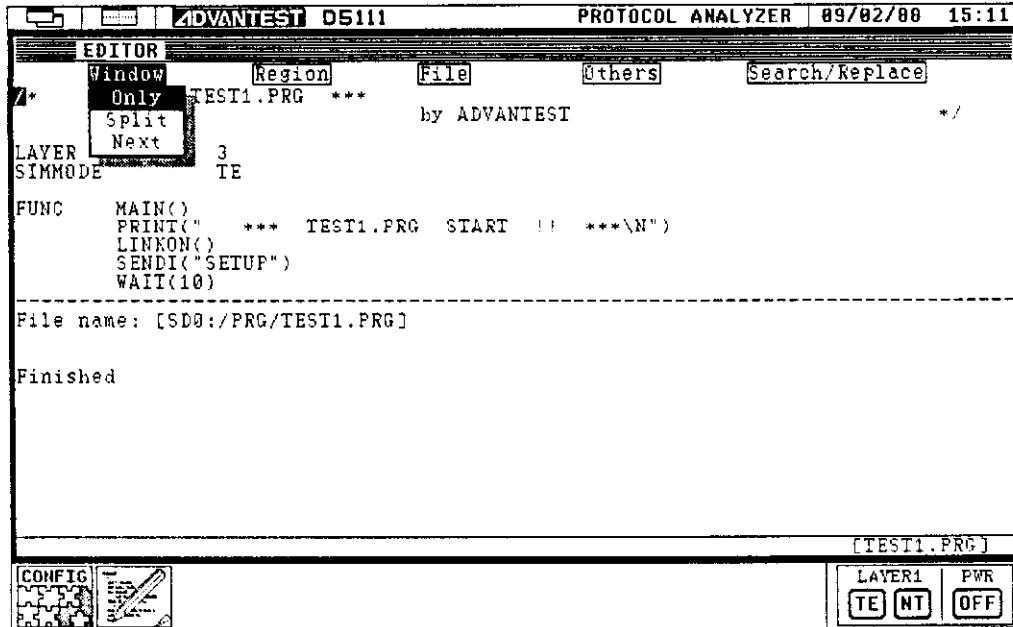 ADVANTEST D5111 PROTOCOL ANALYZER 09/02/88 15:11
EDITOR
Window Region File Others Search/Replace
Only
Split
Next
/* TEST1.PRG ***
by ADVANTEST */
LAYER 3
SIMMODE TE
FUNC MAIN()
PRINT(" *** TEST1.PRG START !! ***\N")
LINKON()
SENDI("SETUP")
WAIT(10)
File name: [SD0:/PRG/TEST1.PRG]
Finished
[TEST1.PRG]
CONFIG
LAYER1 PWR
TE NT OFF